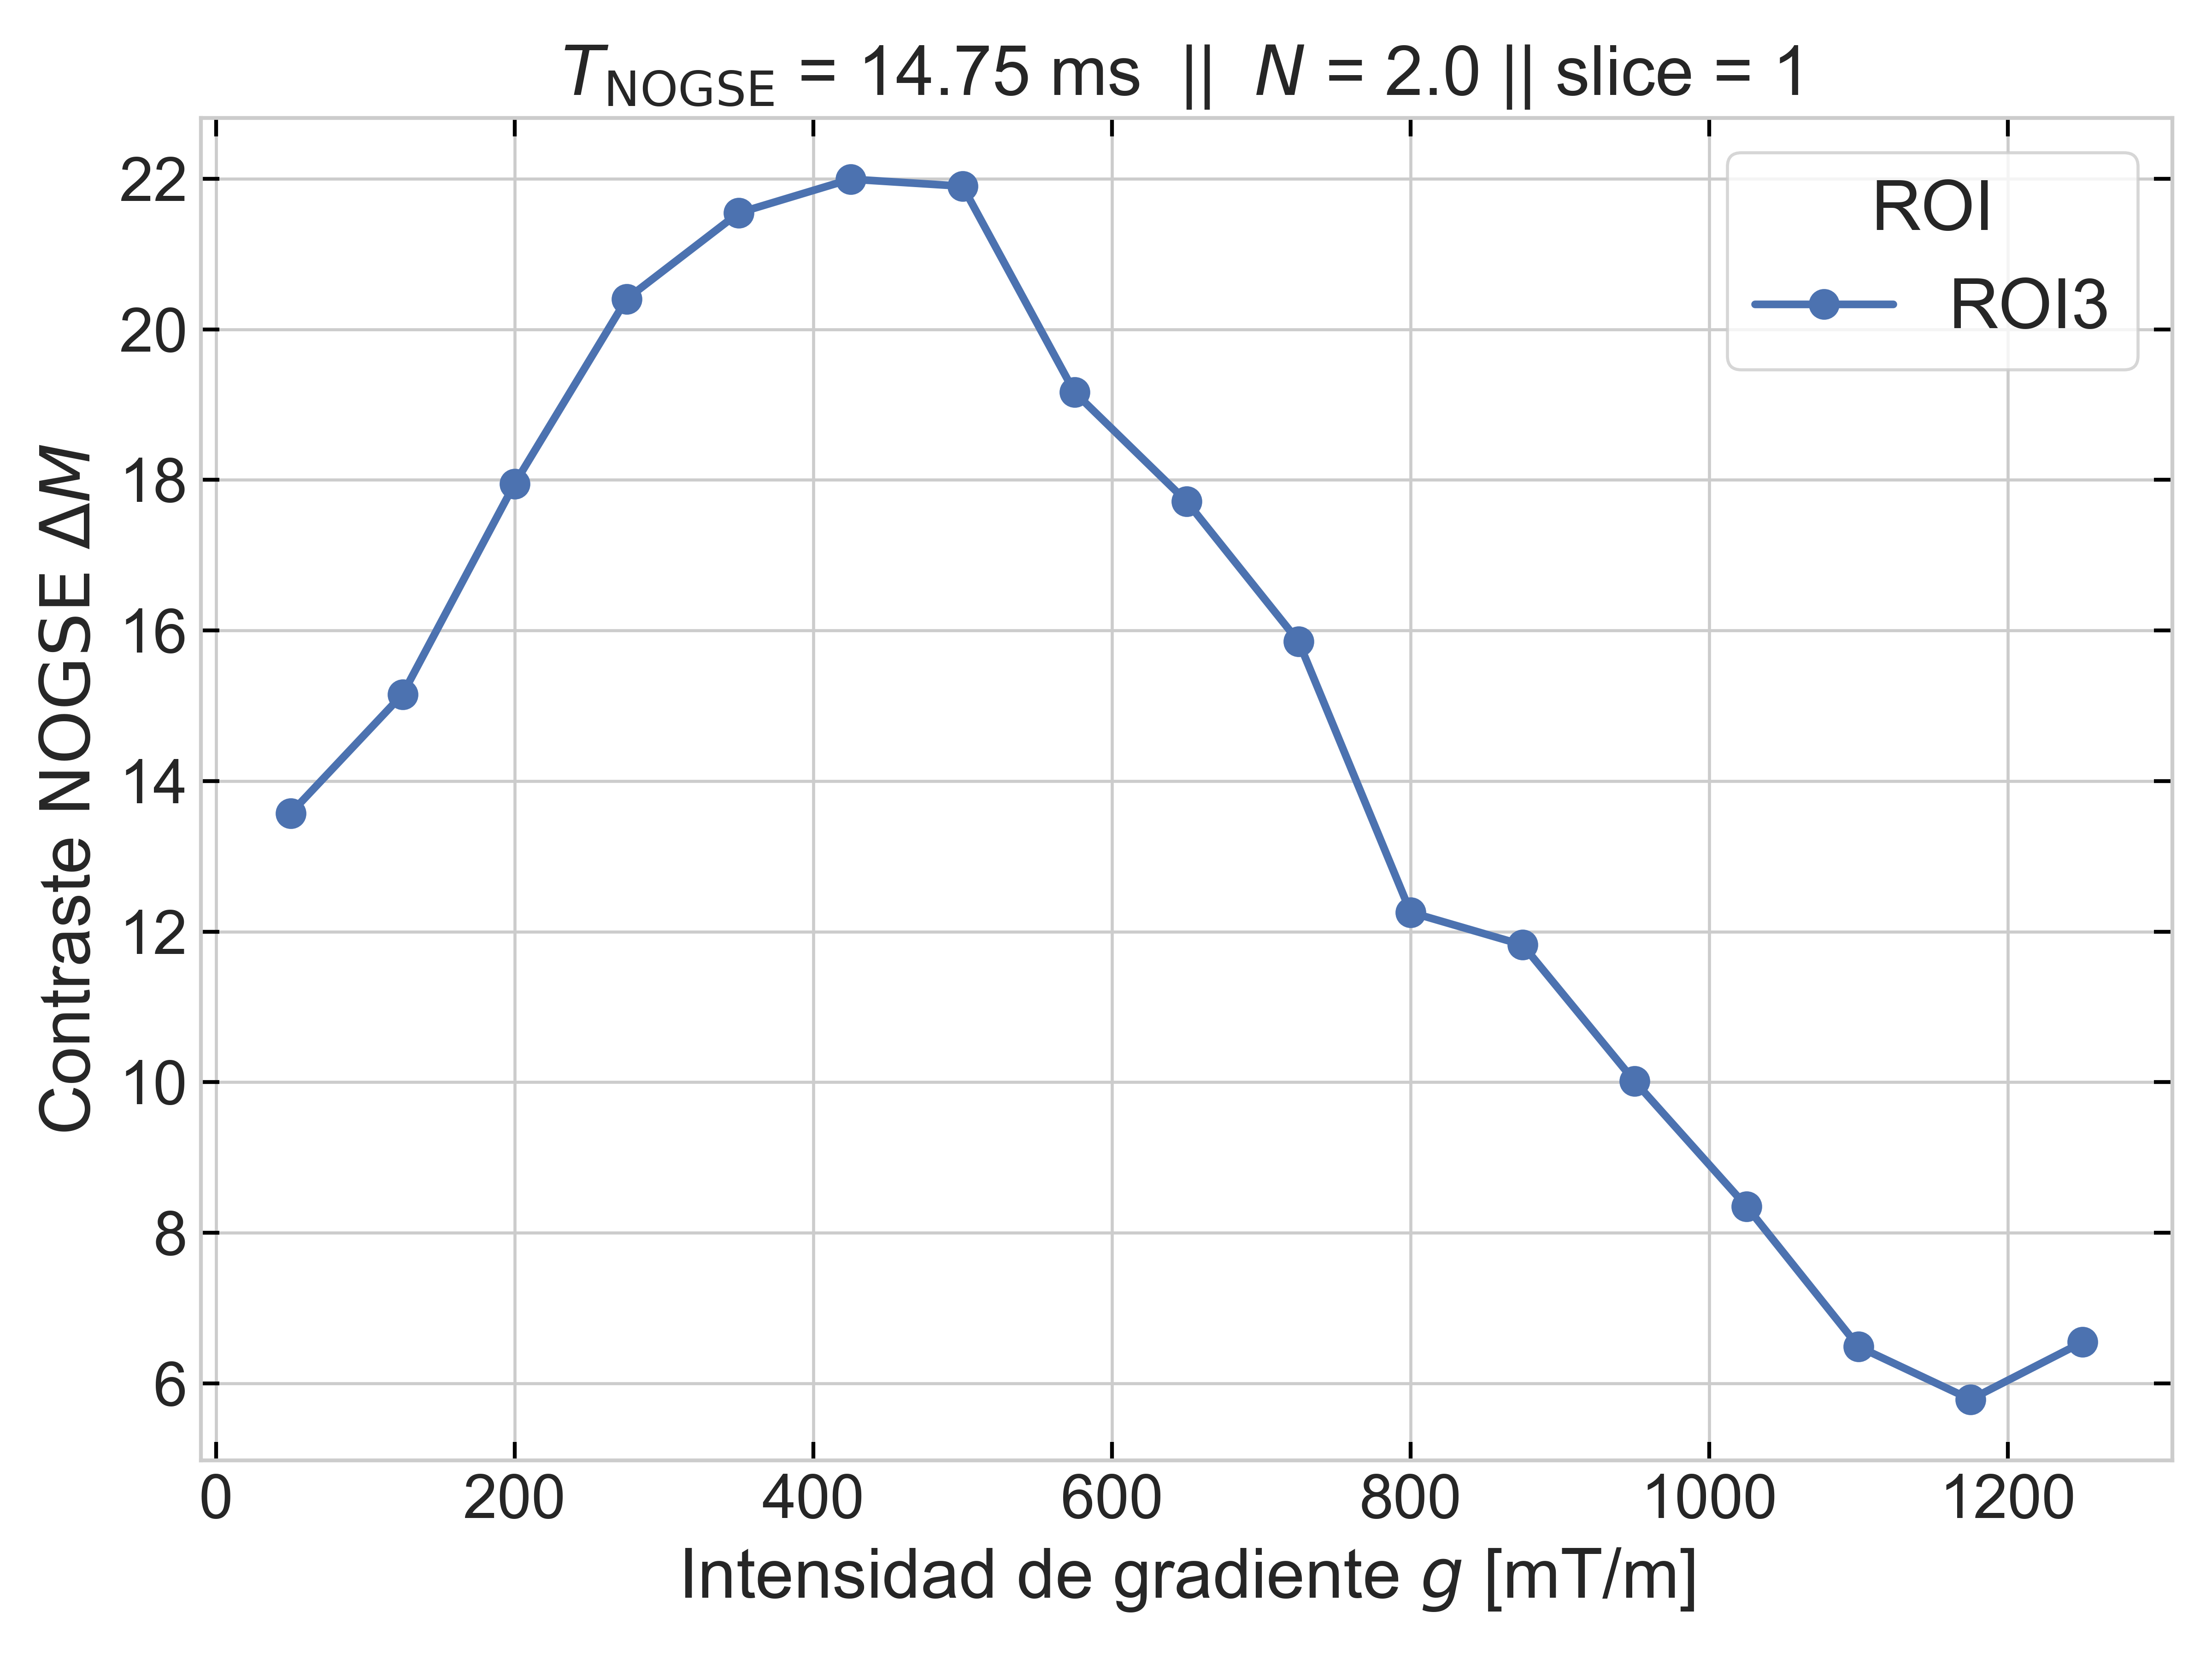 T_NOGSE = 14.75 ms || N = 2.0 || slice = 1
Contraste NOGSE ΔM
22
20
18
16
14
12
10
8
6
ROI
ROI3
0 200 400 600 800 1000 1200
Intensidad de gradiente g [mT/m]